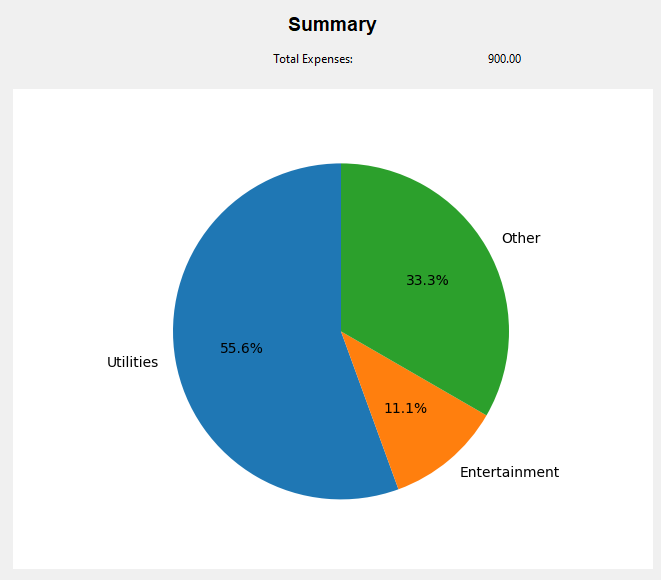 Summary
Total Expenses: 900.00
Other
33.3%
55.6%
Utilities
11.1%
Entertainment